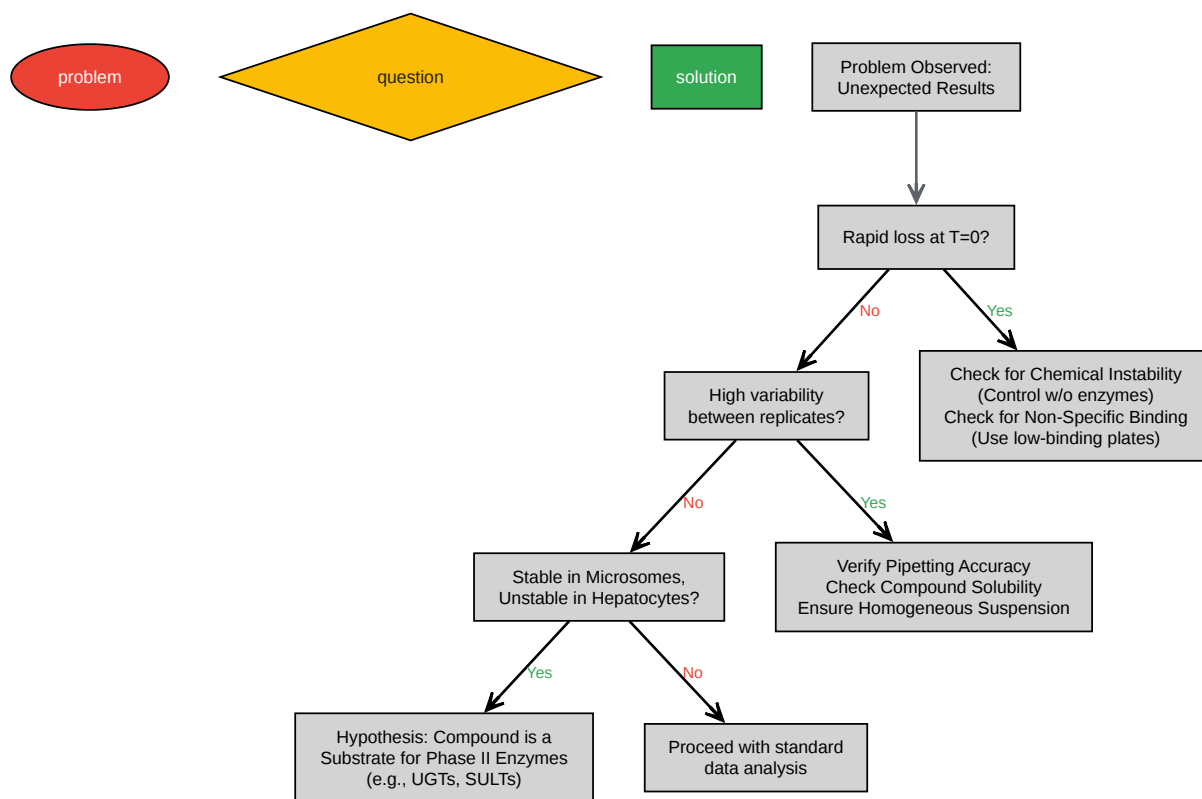 problem
question
solution
Problem Observed:
Unexpected Results
Rapid loss at T=0?
No
Yes
High variability
between replicates?
Check for Chemical Instability
(Control w/o enzymes)
Check for Non-Specific Binding
(Use low-binding plates)
No
Yes
Stable in Microsomes,
Unstable in Hepatocytes?
Verify Pipetting Accuracy
Check Compound Solubility
Ensure Homogeneous Suspension
Yes
No
Hypothesis: Compound is a
Substrate for Phase II Enzymes
(e.g., UGTs, SULTs)
Proceed with standard
data analysis